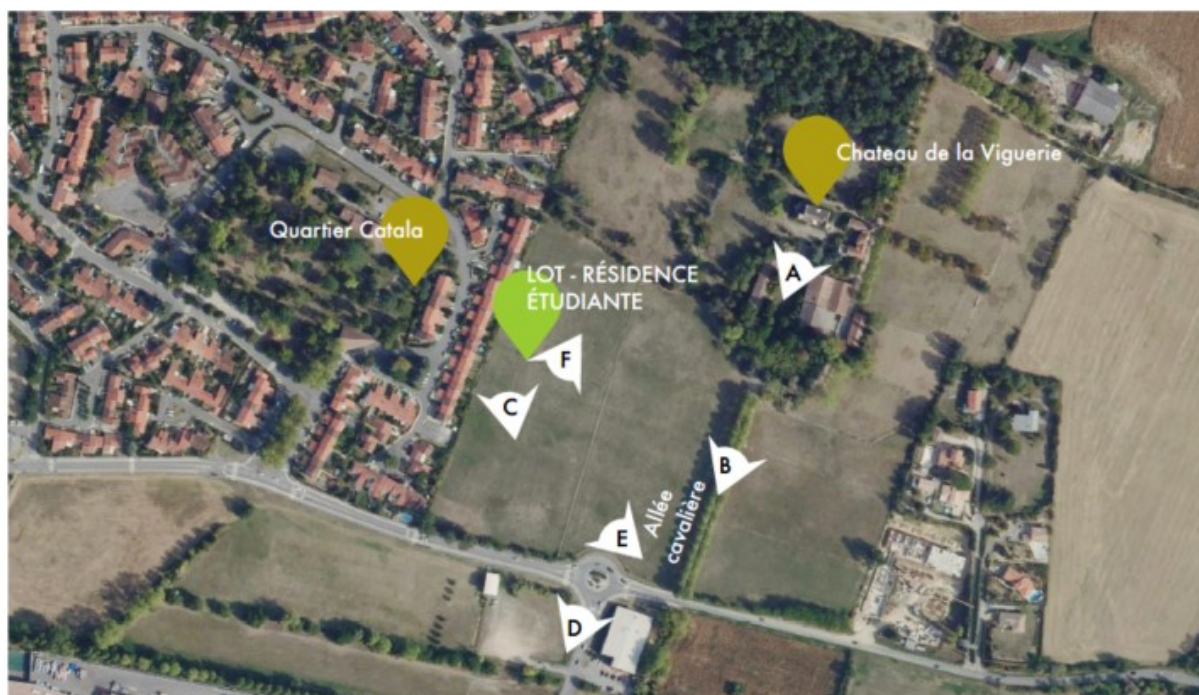 Chateau de la Viguerie
Quartier Catala
LOT - RÉSIDENCE
ÉTUDIANTE
A
F
C
B
Allée
cavalière
E
D